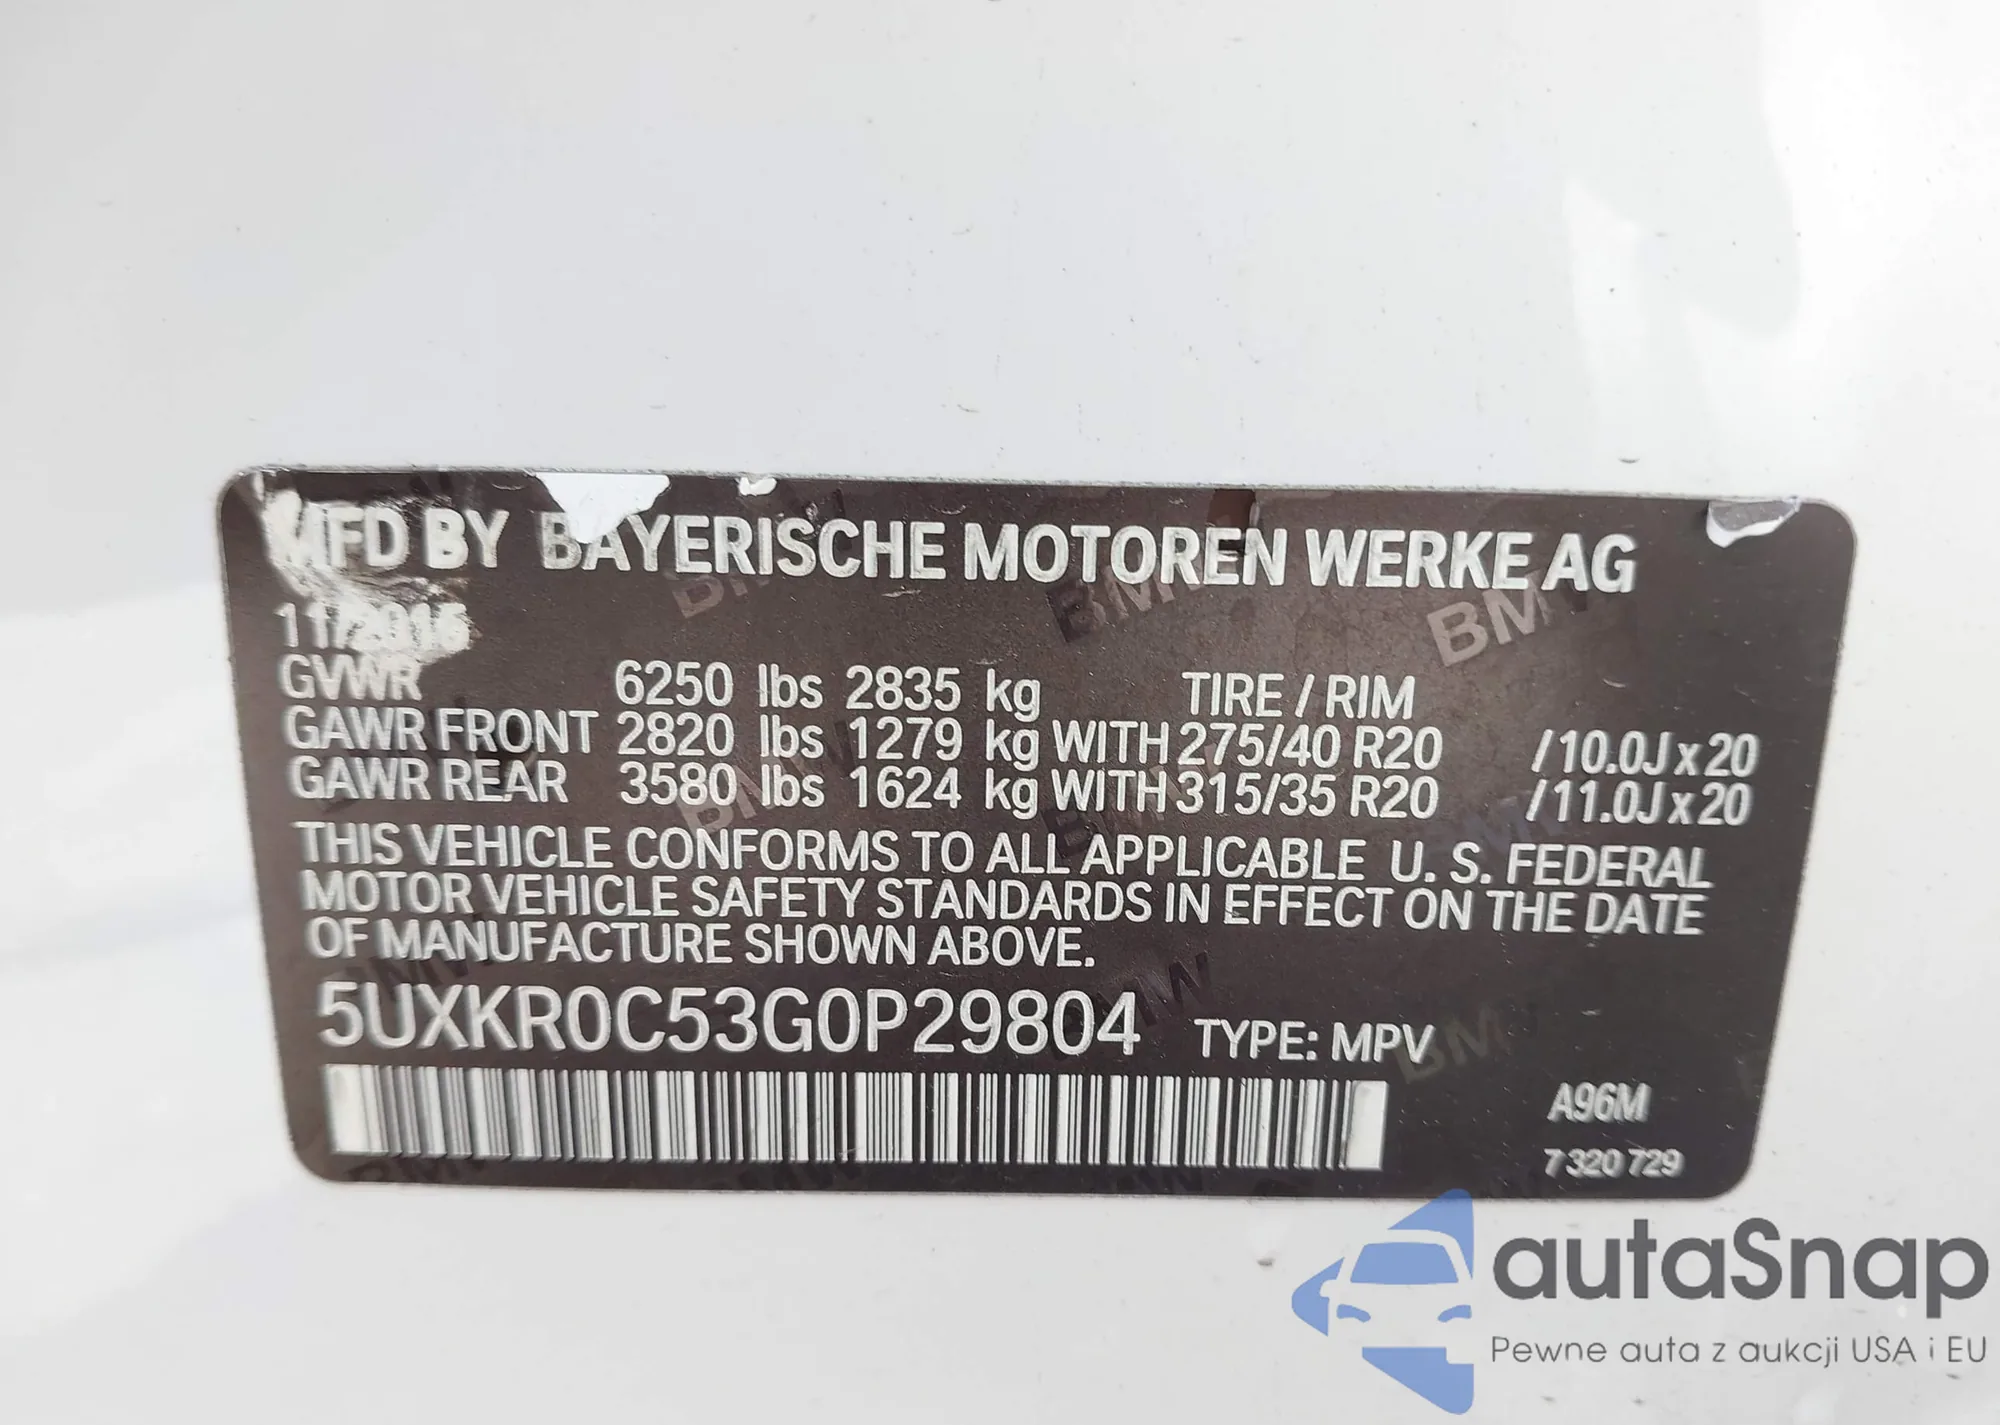 MFD BY BAYERISCHE MOTOREN WERKE AG
GVWR 6250 lbs 2835 kg TIRE / RIM
GAWR FRONT 2820 lbs 1279 kg WITH 275/40 R20 /10.0J x 20
GAWR REAR 3580 lbs 1624 kg WITH 315/35 R20 /11.0J x 20
THIS VEHICLE CONFORMS TO ALL APPLICABLE U. S. FEDERAL
MOTOR VEHICLE SAFETY STANDARDS IN EFFECT ON THE DATE
OF MANUFACTURE SHOWN ABOVE.
5UXKR0C53G0P29804 TYPE: MPV
A96M
7 320 729
autaSnap
Pewne auta z aukcji USA i EU